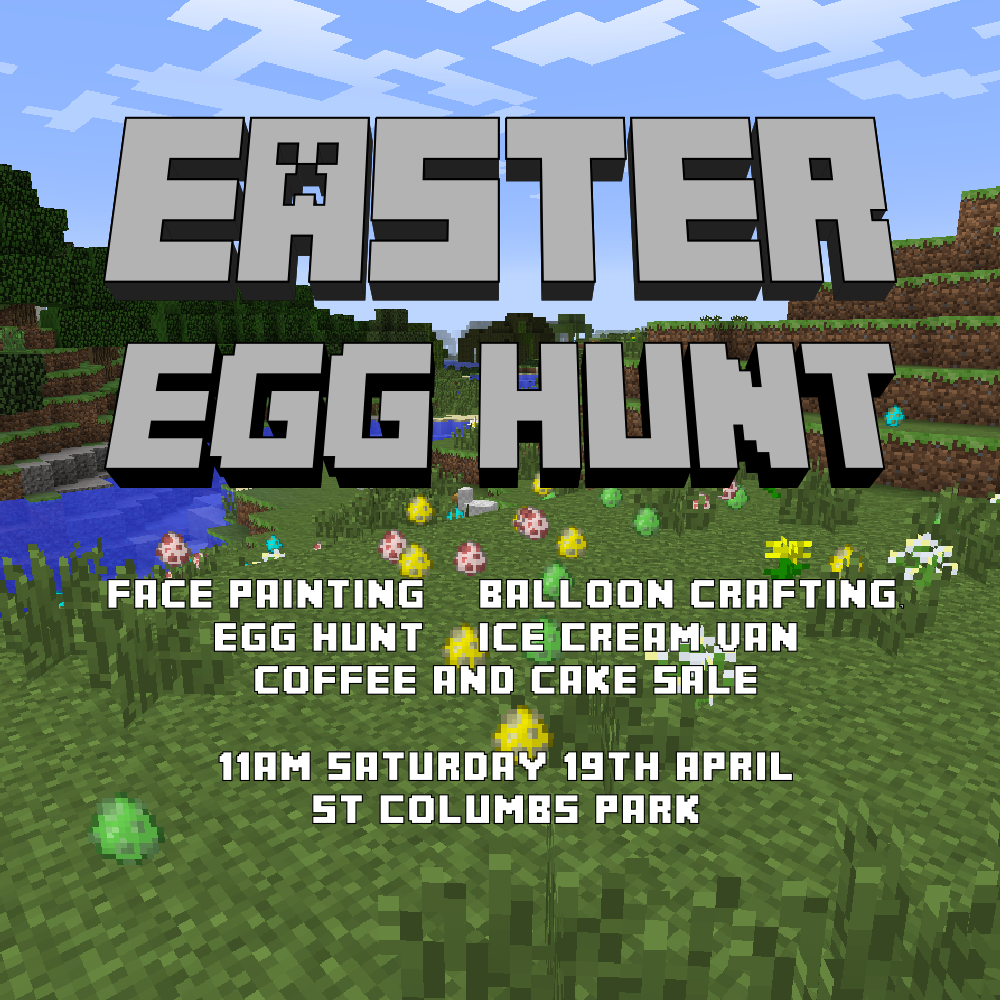 EASTER
EGG HUNT
FACE PAINTING BALLOON CRAFTING
EGG HUNT ICE CREAM VAN
COFFEE AND CAKE SALE
11AM SATURDAY 19TH APRIL
ST COLUMBS PARK